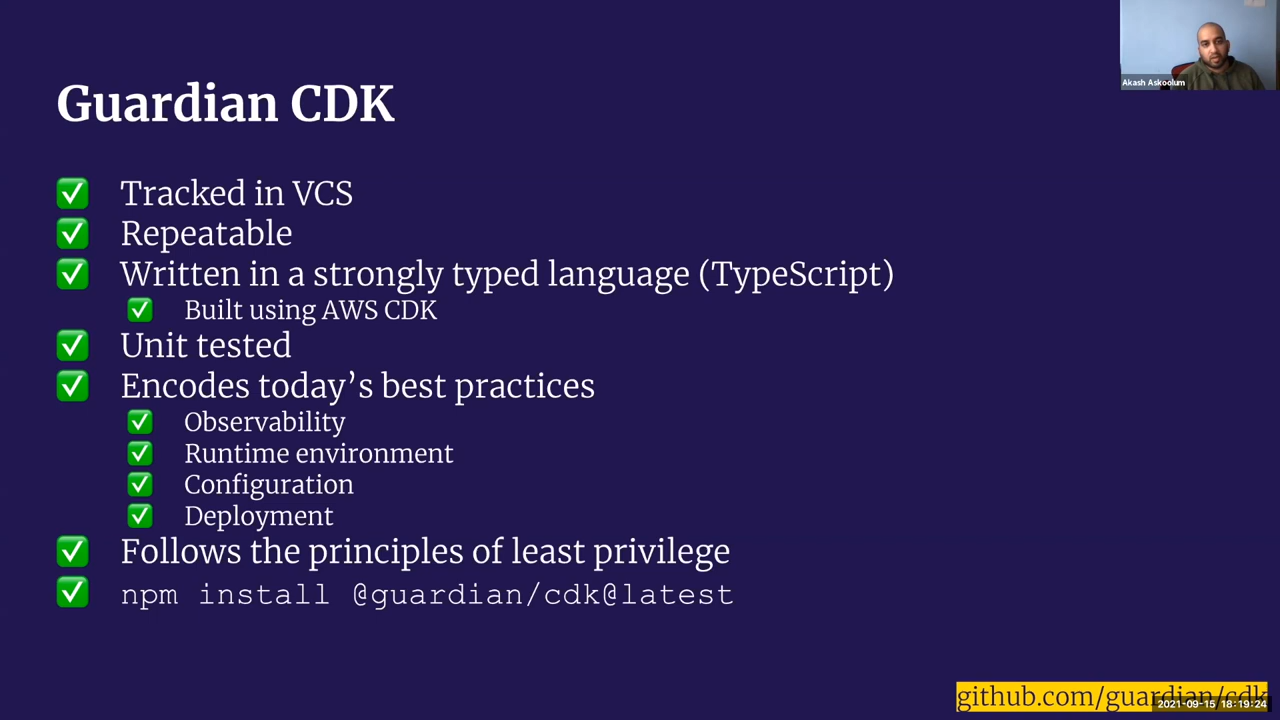 Guardian CDK
✅ Tracked in VCS
✅ Repeatable
✅ Written in a strongly typed language (TypeScript)
✅ Built using AWS CDK
✅ Unit tested
✅ Encodes today’s best practices
✅ Observability
✅ Runtime environment
✅ Configuration
✅ Deployment
✅ Follows the principles of least privilege
✅ npm install @guardian/cdk@latest
Akash Askoolum
github.com/guardian/cdk
2021-09-15 18:19:24